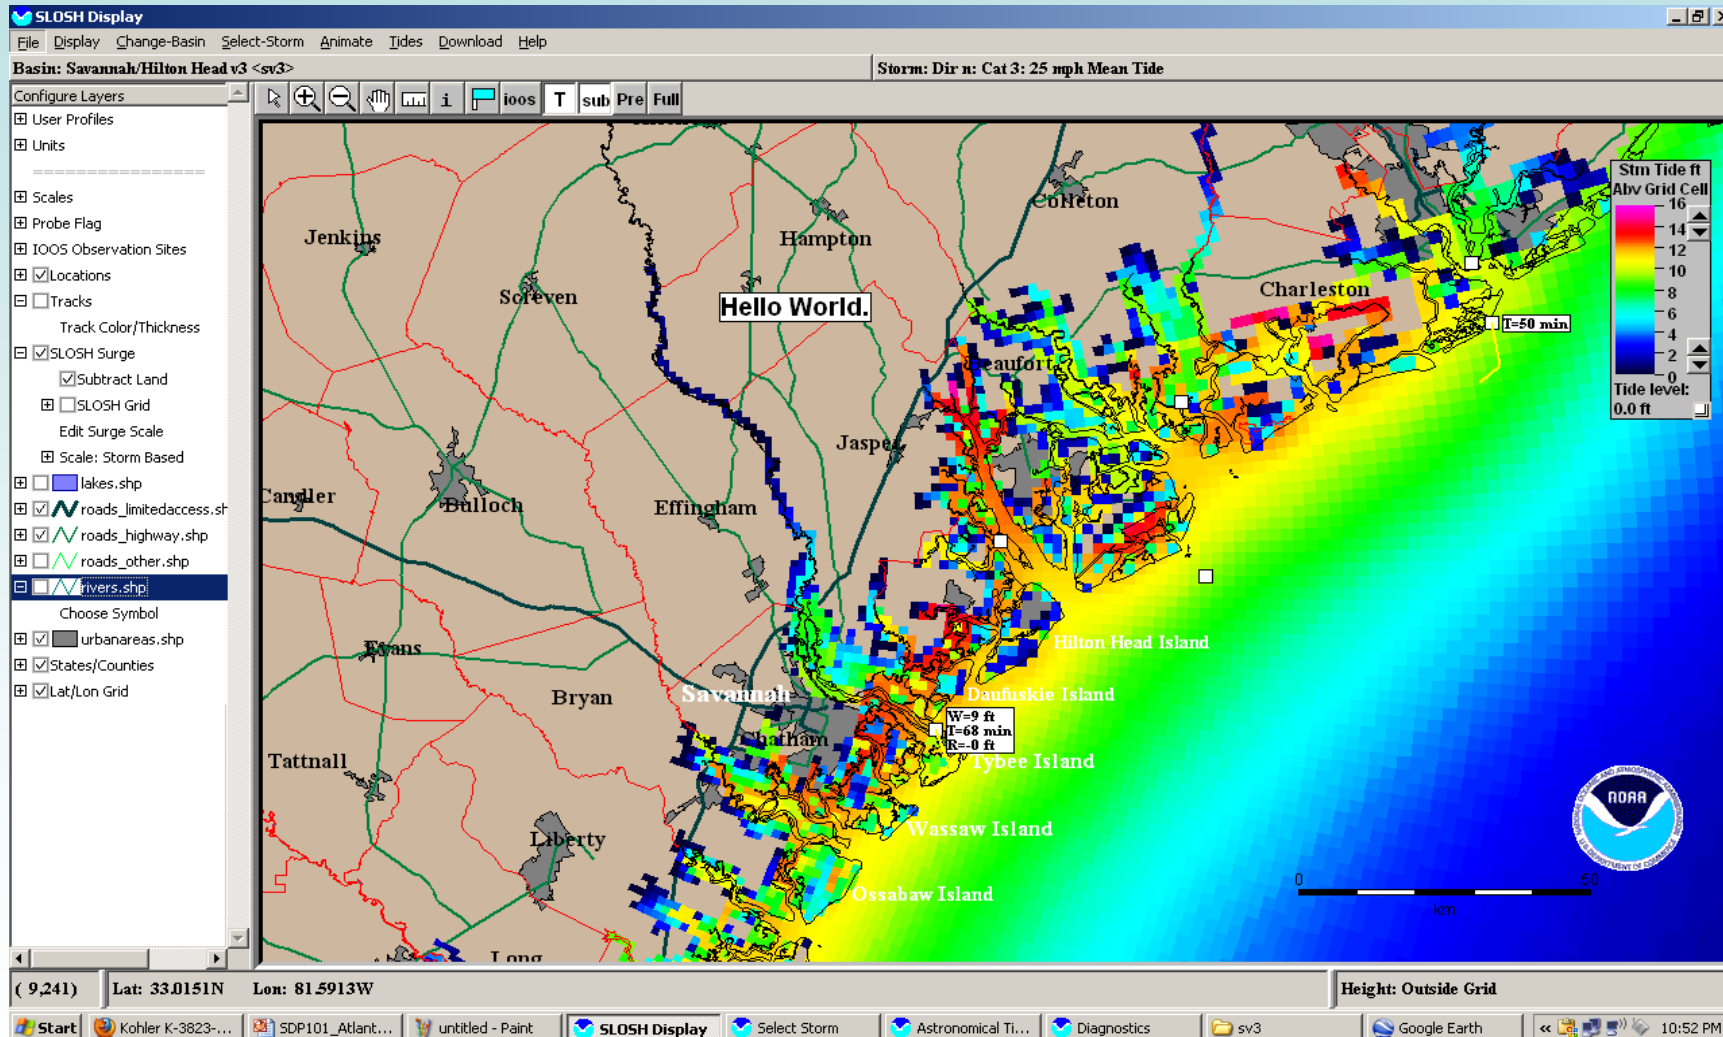 SLOSH Display
File Display Change-Basin Select-Storm Animate Tides Download Help
Basin: Savannah/Hilton Head v3 <sv3>
Storm: Dir n: Cat 3: 25 mph Mean Tide
Configure Layers
ioos T sub Pre Full
User Profiles
Units
================
Scales
Probe Flag
IOOS Observation Sites
Locations
Tracks
Track Color/Thickness
SLOSH Surge
Subtract Land
SLOSH Grid
Edit Surge Scale
Scale: Storm Based
lakes.shp
roads_limitedaccess.sh
roads_highway.shp
roads_other.shp
rivers.shp
Choose Symbol
urbanareas.shp
States/Counties
Lat/Lon Grid
Stm Tide ft
Abv Grid Cell
16
14
12
10
8
6
4
2
0
Tide level:
0.0 ft
Colleton
Jenkins
Hampton
Screven
Hello World.
Charleston
T=50 min
Beaufort
Jasper
Candler
Bulloch
Effingham
Evans
Hilton Head Island
Bryan
Savannah
Daufuskie Island
W=9 ft
T=68 min
R=-0 ft
Chatham
Tattnall
Tybee Island
Wassaw Island
Liberty
Ossabaw Island
Long
NOAA
NATIONAL OCEANIC AND ATMOSPHERIC ADMINISTRATION
U.S. DEPARTMENT OF COMMERCE
0 50
km
( 9,241) Lat: 33.0151N Lon: 81.5913W
Height: Outside Grid
Start Kohler K-3823-... SDP101_Atlant... untitled - Paint SLOSH Display Select Storm Astronomical Ti... Diagnostics sv3 Google Earth « 10:52 PM